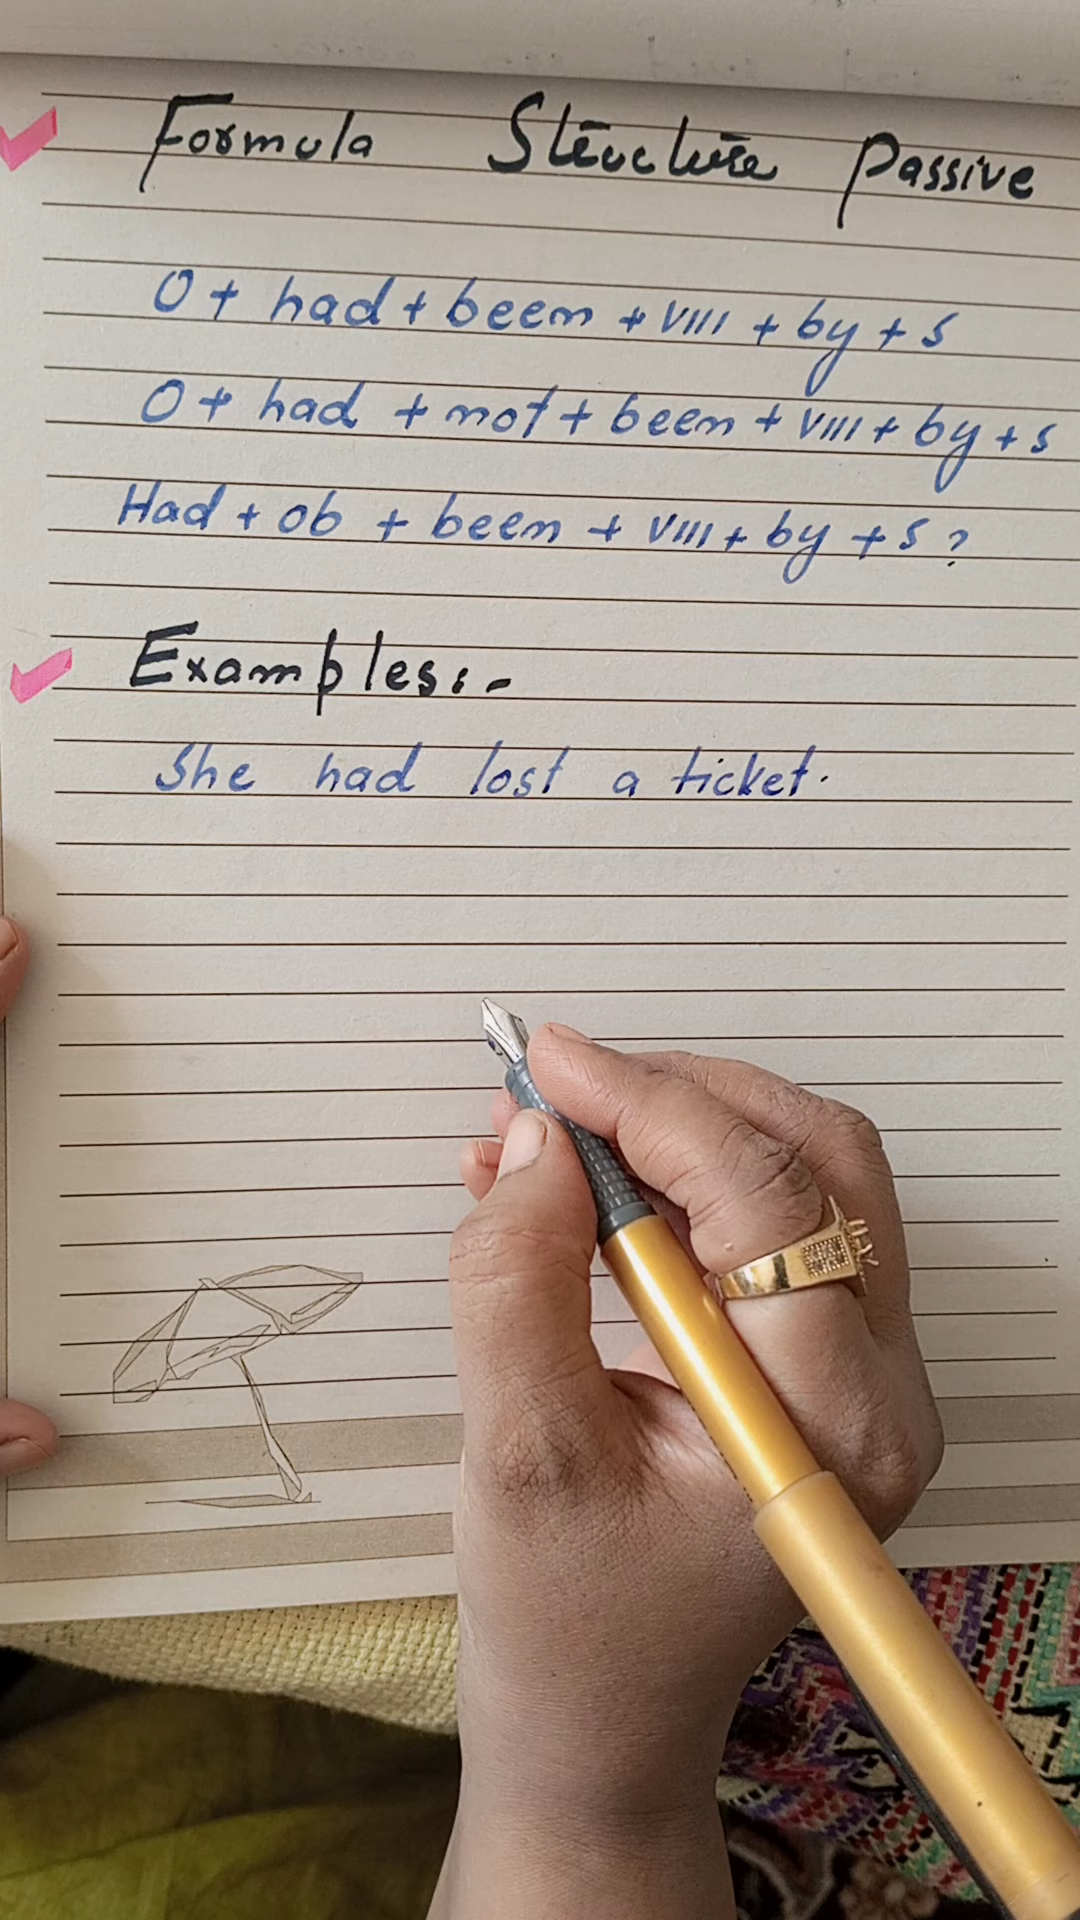 Formula Structure Passive
O + had + been + VIII + by + s
O + had + not + been + VIII + by + s
Had + ob + been + VIII + by + s ?
Examples:-
She had lost a ticket.